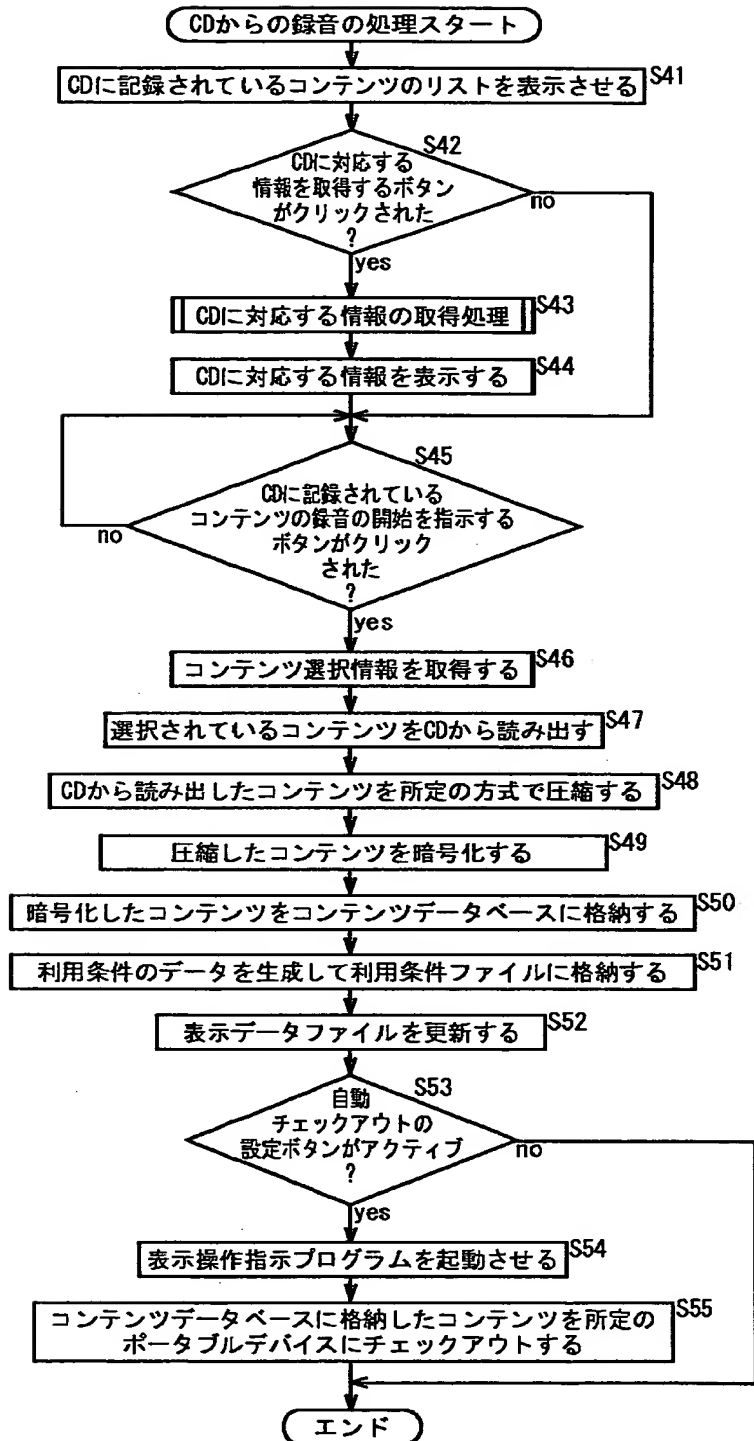 CDからの録音の処理スタート
CDに記録されているコンテンツのリストを表示させる
S41
S42
CDに対応する
情報を取得するボタン
がクリックされた
?
no
yes
CDに対応する情報の取得処理
S43
CDに対応する情報を表示する
S44
S45
CDに記録されている
コンテンツの録音の開始を指示する
ボタンがクリック
された
?
no
yes
コンテンツ選択情報を取得する
S46
選択されているコンテンツをCDから読み出す
S47
CDから読み出したコンテンツを所定の方式で圧縮する
S48
圧縮したコンテンツを暗号化する
S49
暗号化したコンテンツをコンテンツデータベースに格納する
S50
利用条件のデータを生成して利用条件ファイルに格納する
S51
表示データファイルを更新する
S52
S53
自動
チェックアウトの
設定ボタンがアクティブ
?
no
yes
表示操作指示プログラムを起動させる
S54
コンテンツデータベースに格納したコンテンツを所定の
ポータブルデバイスにチェックアウトする
S55
エンド